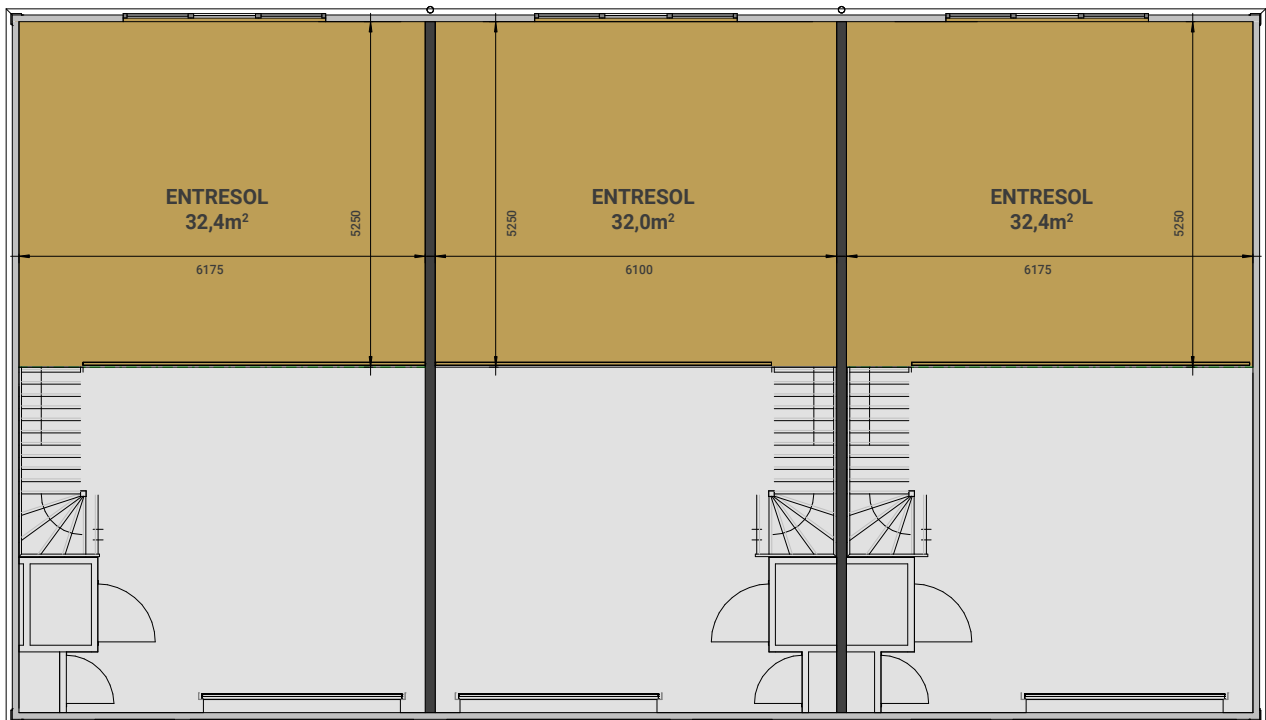 ENTRESOL
32,4m²
5250
6175
ENTRESOL
32,0m²
5250
6100
ENTRESOL
32,4m²
5250
6175